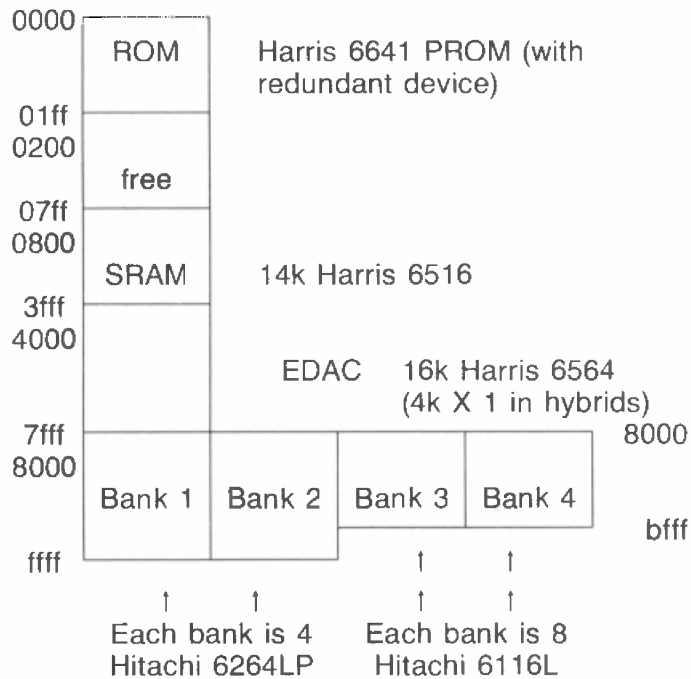 0000
ROM
Harris 6641 PROM (with
redundant device)
01ff
0200
free
07ff
0800
SRAM
14k Harris 6516
3fff
4000
EDAC
16k Harris 6564
(4k X 1 in hybrids)
7fff
8000
8000
Bank 1
Bank 2
Bank 3
Bank 4
bfff
ffff
Each bank is 4
Hitachi 6264LP
Each bank is 8
Hitachi 6116L